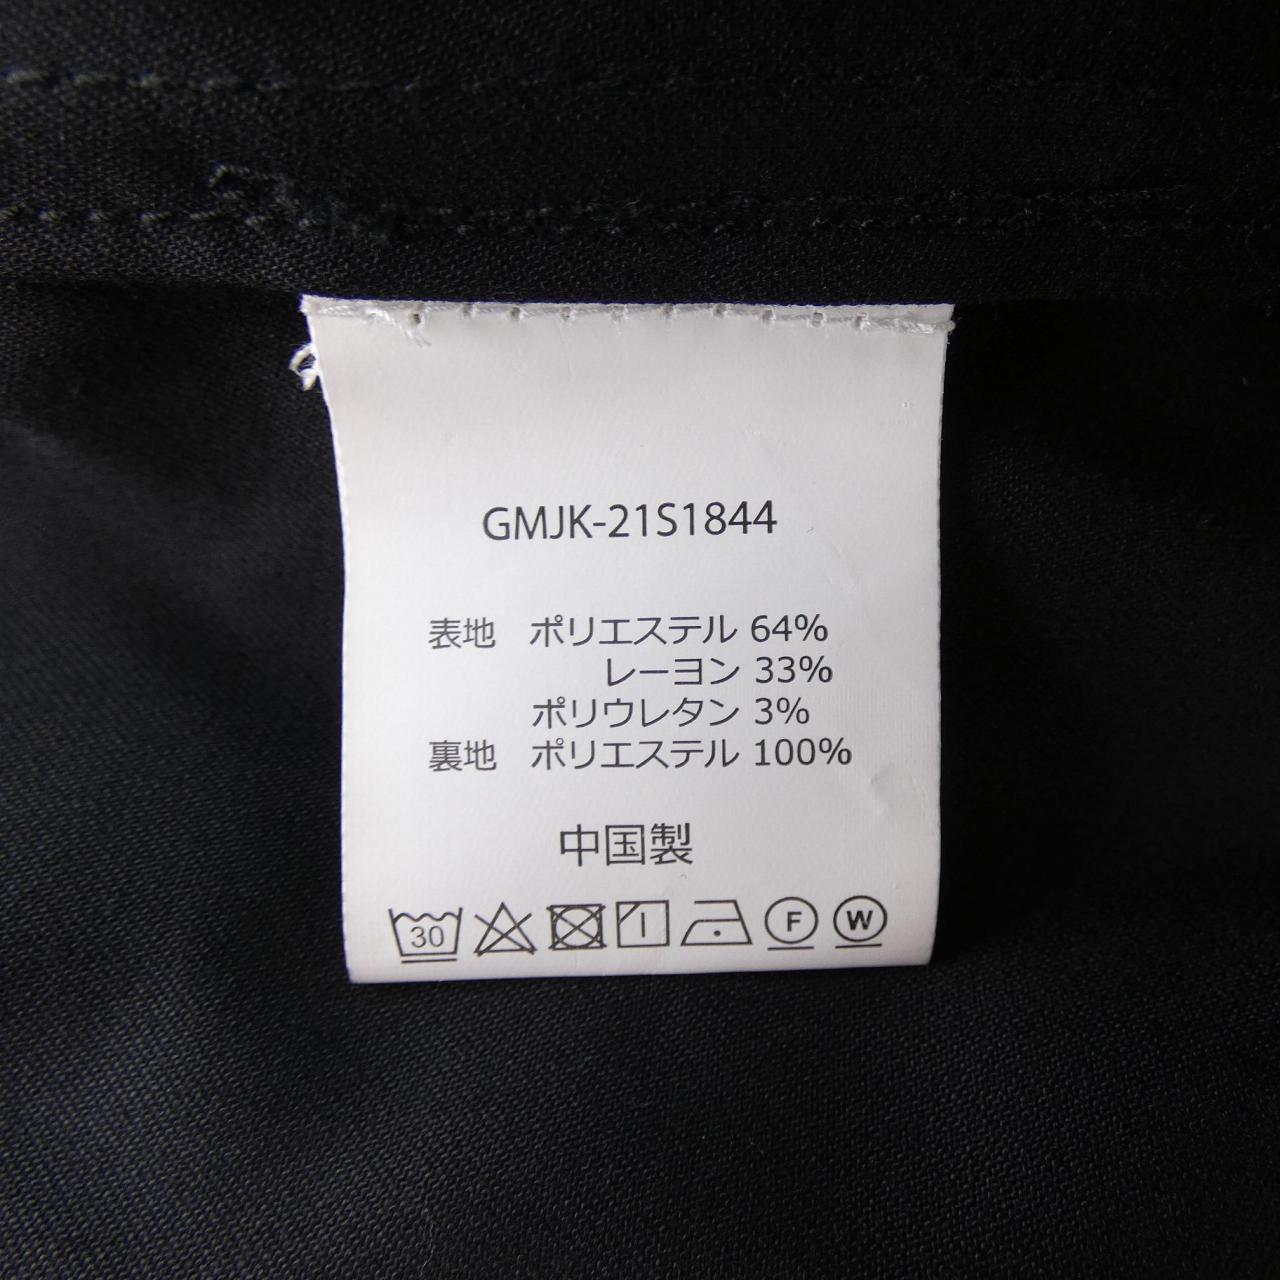 GMJK-21S1844
表地 ポリエステル 64%
レーヨン 33%
ポリウレタン 3%
裏地 ポリエステル 100%
中国製
30 F W